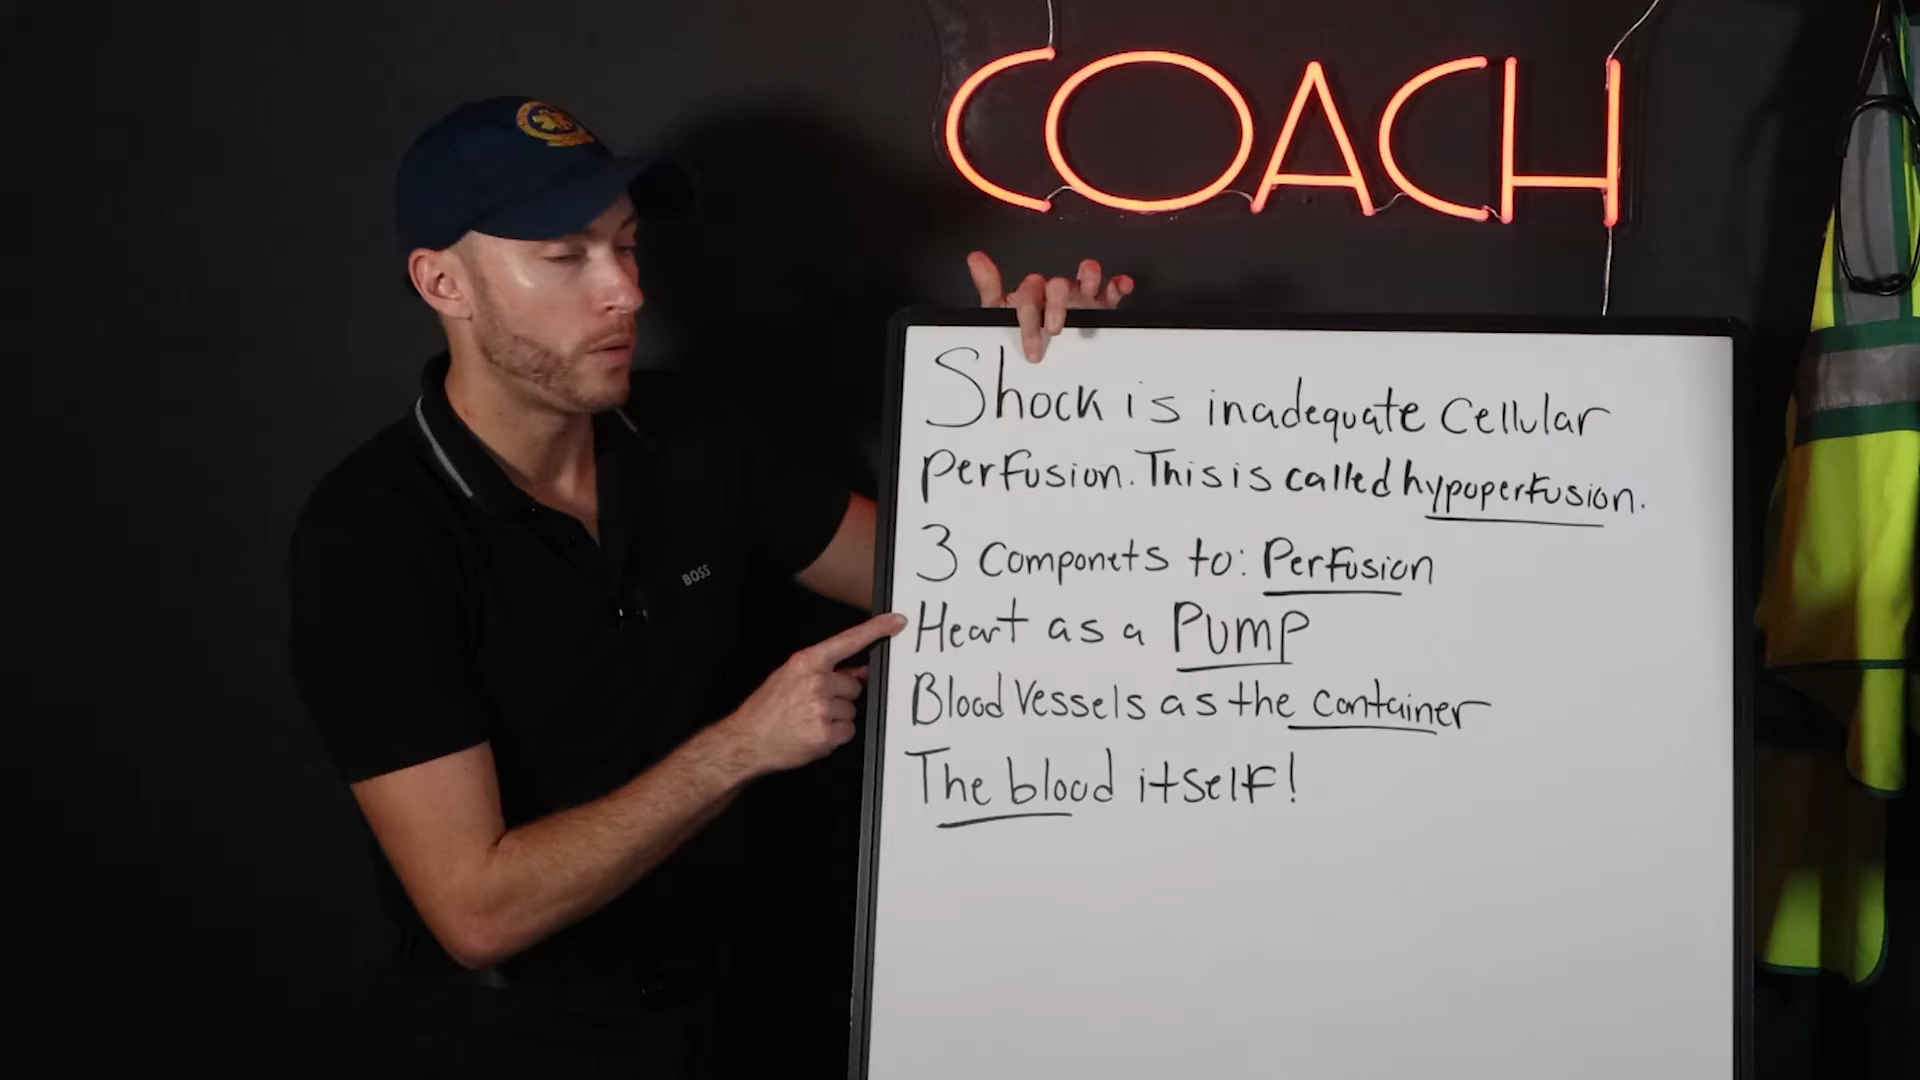 COACH
BOSS
Shock is inadequate Cellular
perfusion. This is called hypoperfusion.
3 Componets to: Perfusion
Heart as a PUMP
Blood Vessels as the container
The blood itself!